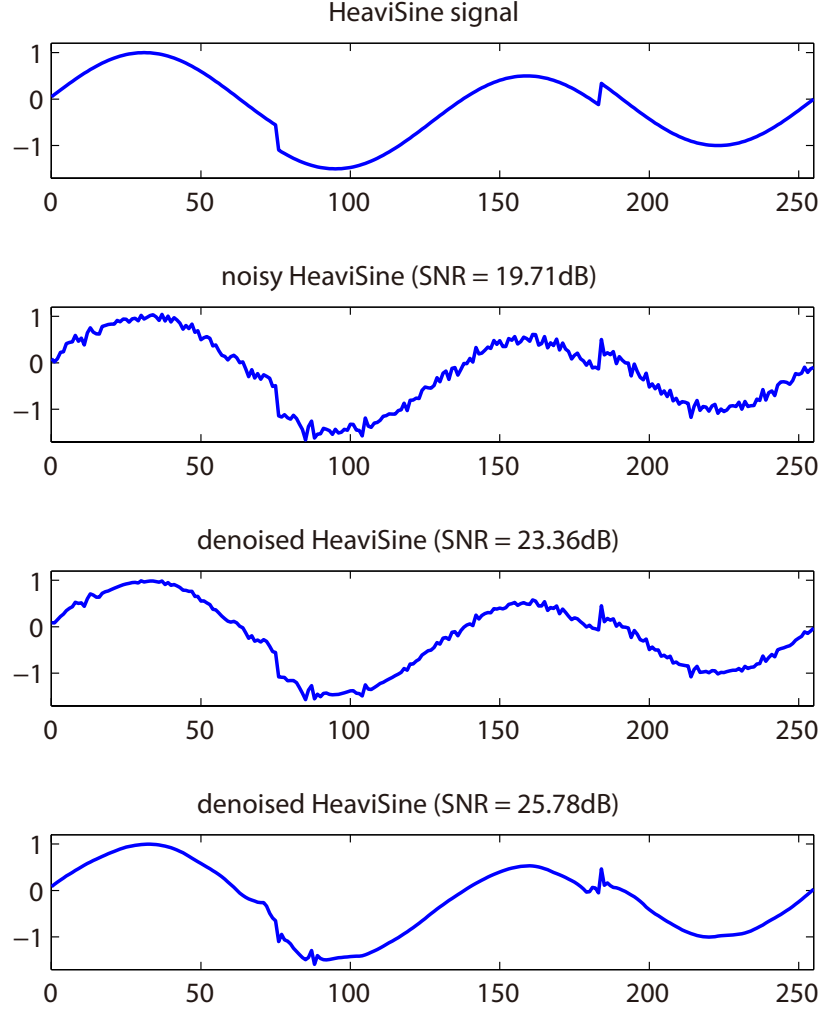 HeaviSine signal
1
0
−1
0 50 100 150 200 250
noisy HeaviSine (SNR = 19.71dB)
1
0
−1
0 50 100 150 200 250
denoised HeaviSine (SNR = 23.36dB)
1
0
−1
0 50 100 150 200 250
denoised HeaviSine (SNR = 25.78dB)
1
0
−1
0 50 100 150 200 250